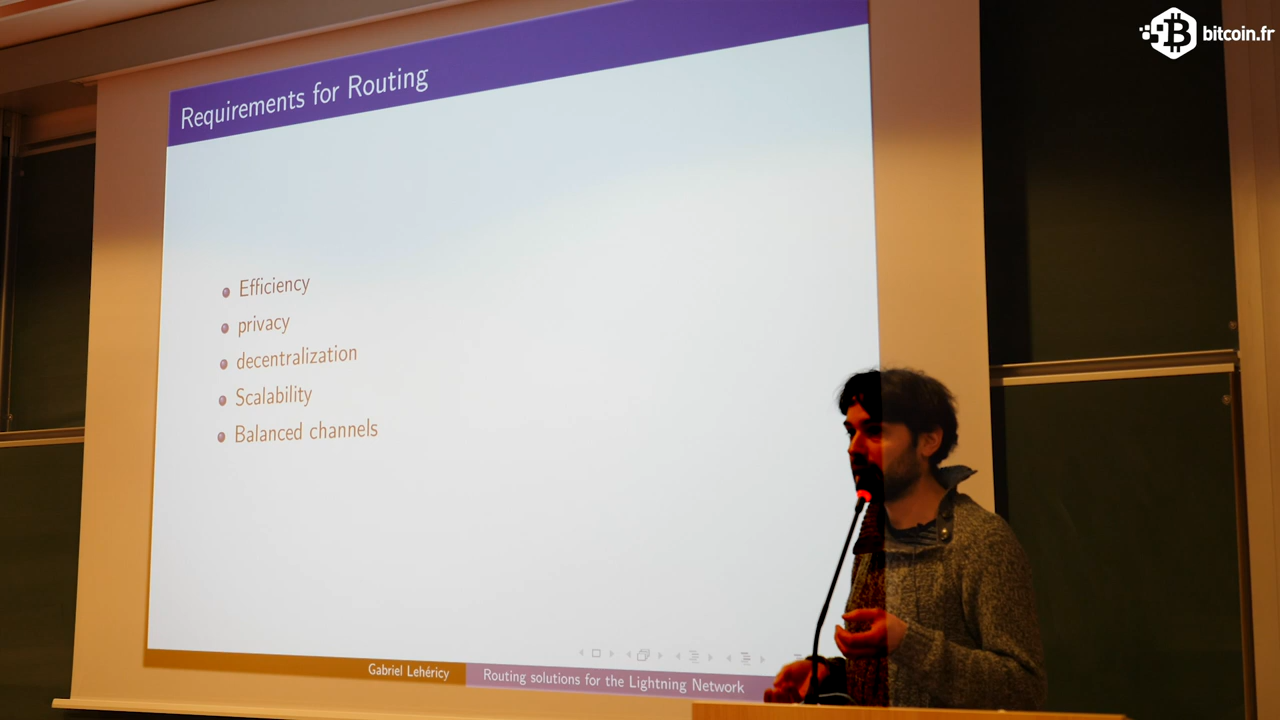 bitcoin.fr
Requirements for Routing
Efficiency
privacy
decentralization
Scalability
Balanced channels
Gabriel Lehéricy
Routing solutions for the Lightning Network